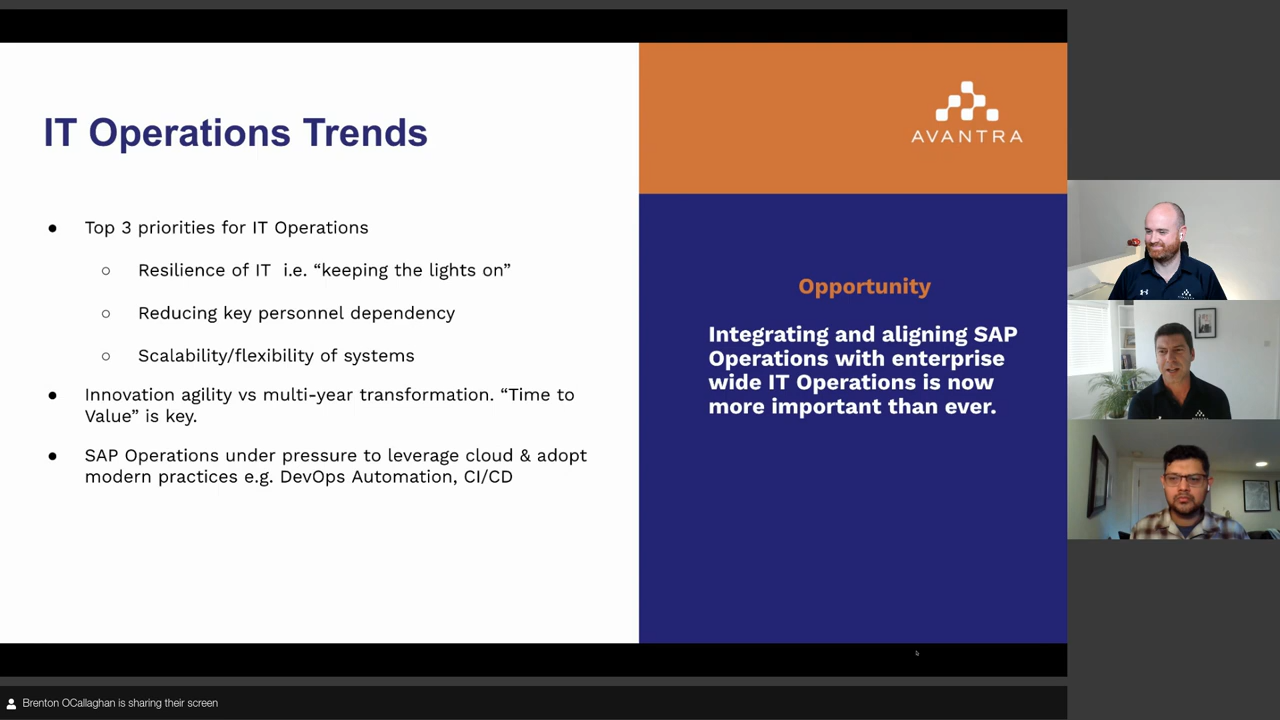 IT Operations Trends
● Top 3 priorities for IT Operations
○ Resilience of IT i.e. “keeping the lights on”
○ Reducing key personnel dependency
○ Scalability/flexibility of systems
● Innovation agility vs multi-year transformation. “Time to
Value” is key.
● SAP Operations under pressure to leverage cloud & adopt
modern practices e.g. DevOps Automation, CI/CD
AVANTRA
Opportunity
Integrating and aligning SAP
Operations with enterprise
wide IT Operations is now
more important than ever.
Brenton OCallaghan is sharing their screen